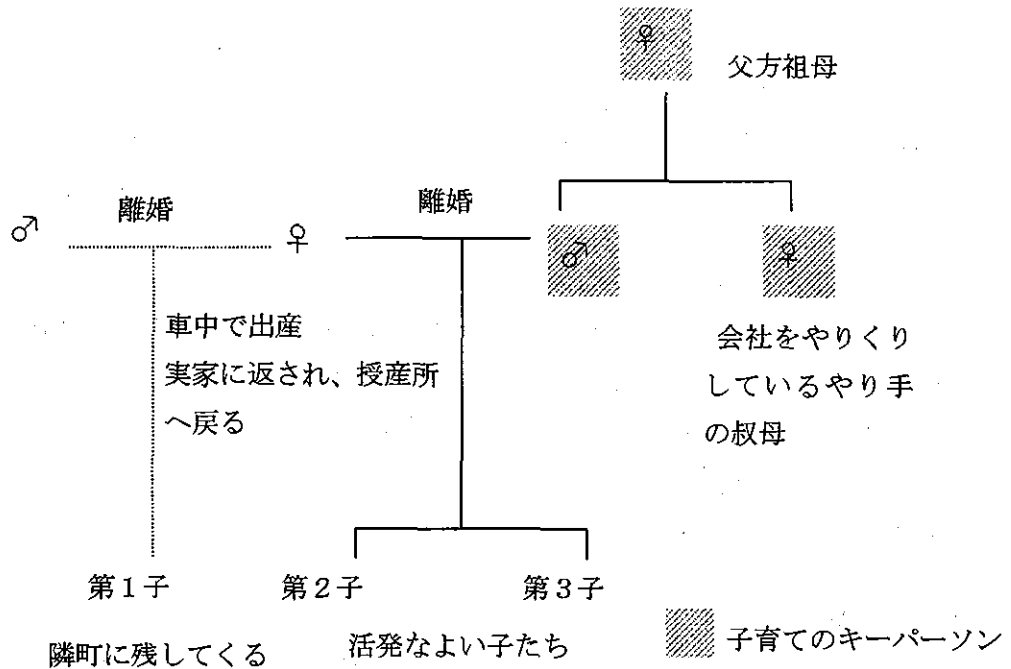 ♀
父方祖母
離婚
離婚
♂
♀
♂
♀
車中で出産
実家に返され、授産所
へ戻る
会社をやりくり
しているやり手
の叔母
第1子
第2子
第3子
隣町に残してくる
活発なよい子たち
子育てのキーパーソン